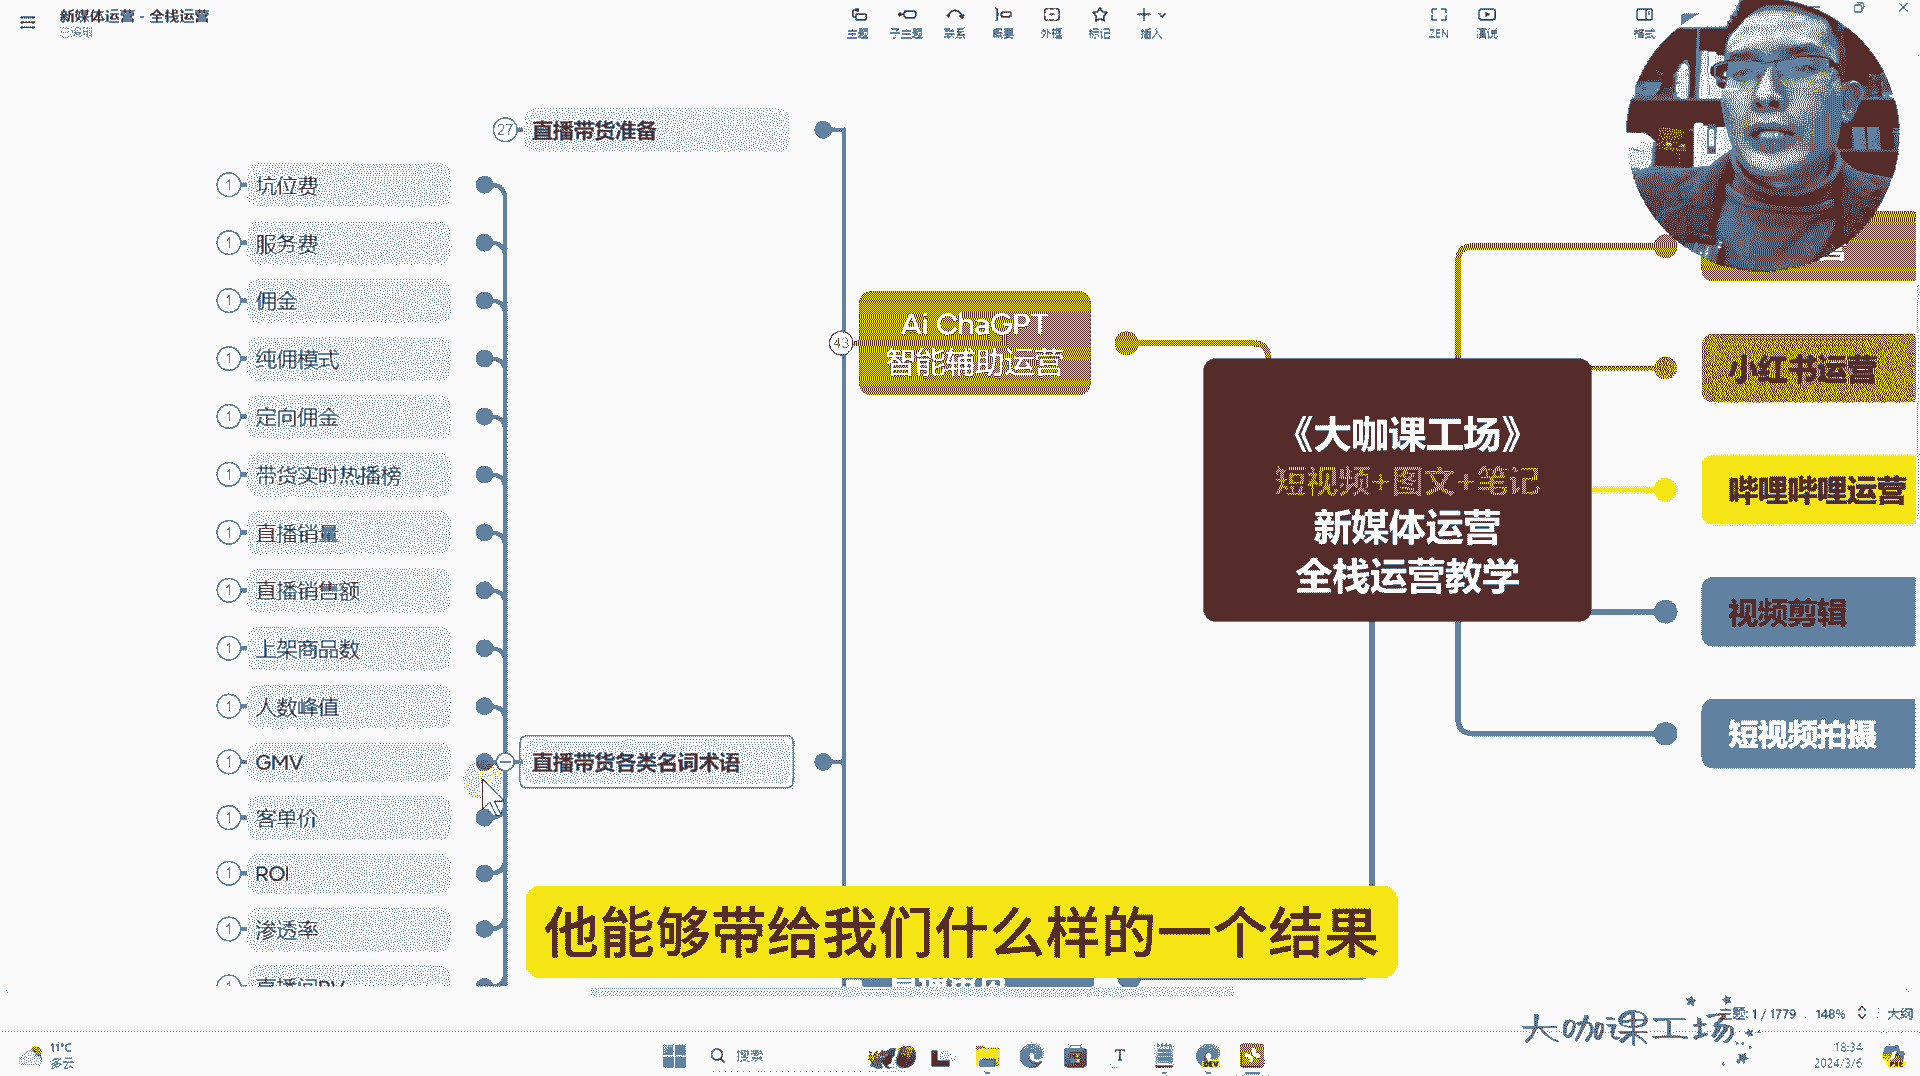 新媒体运营 - 全栈运营
已编辑
主题
子主题
联系
概要
外框
标记
插入
ZEN
演说
格式
27
直播带货准备
1 坑位费
1 服务费
1 佣金
1 纯佣模式
1 定向佣金
1 带货实时热播榜
1 直播销量
1 直播销售额
1 上架商品数
1 人数峰值
1 GMV
1 客单价
1 ROI
1 渗透率
直播间PV
直播带货各类名词术语
43
Ai ChaGPT
智能辅助运营
《大咖课工场》
短视频+图文+笔记
新媒体运营
全栈运营教学
小红书运营
哔哩哔哩运营
视频剪辑
短视频拍摄
他能够带给我们什么样的一个结果
大咖课工场
主题: 1 / 1779
148%
大纲
11°C
多云
搜索
18:34
2024/3/6